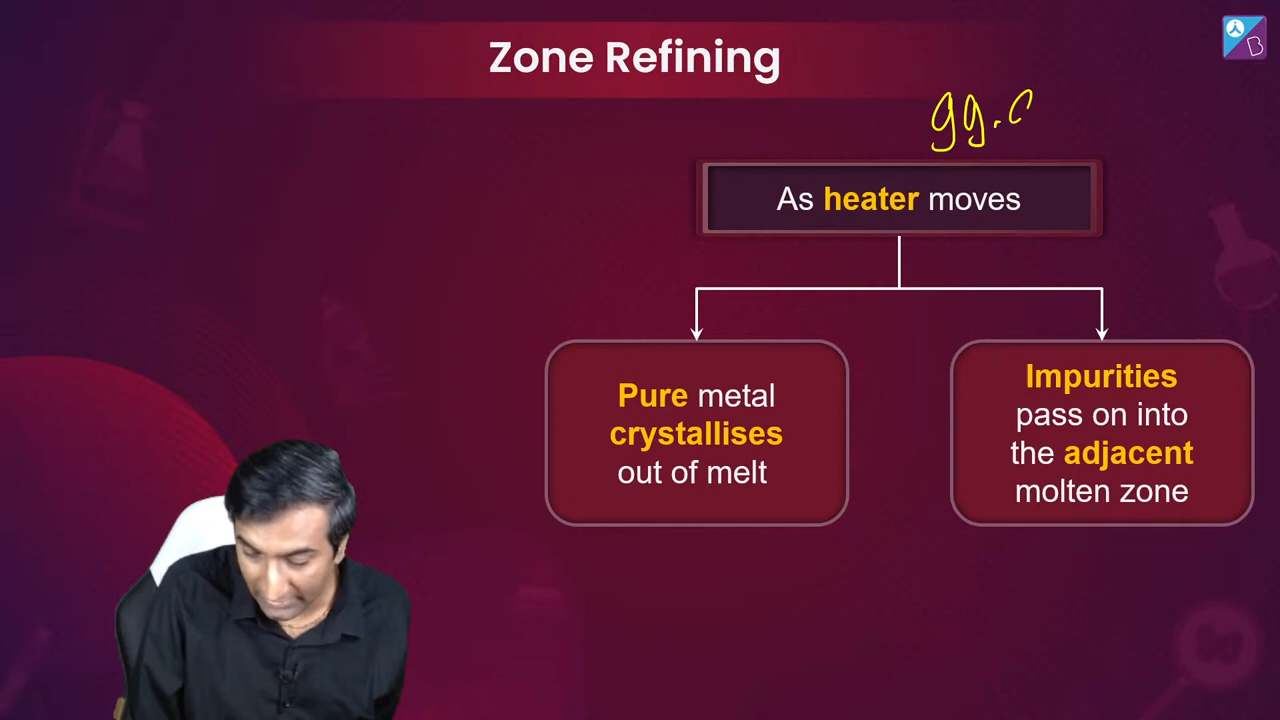 Zone Refining
99.
As heater moves
Pure metal
crystallises
out of melt
Impurities
pass on into
the adjacent
molten zone